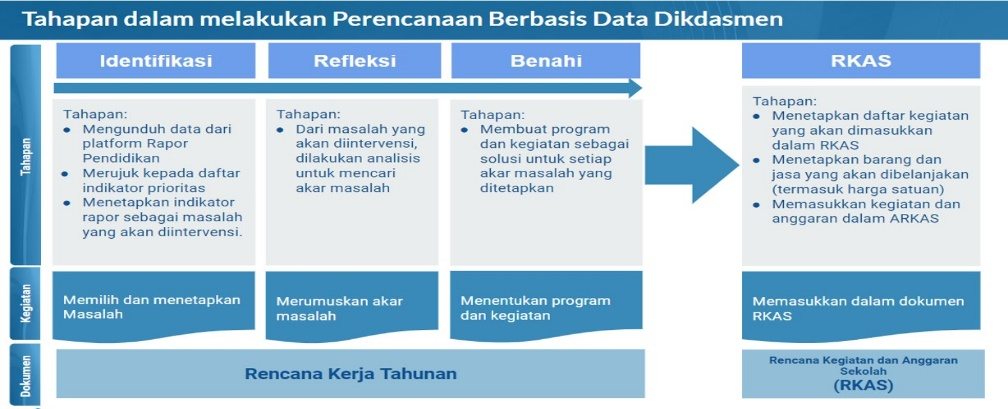 Tahapan dalam melakukan Perencanaan Berbasis Data Dikdasmen
Identifikasi
Refleksi
Benahi
RKAS
Tahapan
Tahapan:
• Mengunduh data dari
platform Rapor
Pendidikan
• Merujuk kepada daftar
indikator prioritas
• Menetapkan indikator
rapor sebagai masalah
yang akan diintervensi.
Tahapan:
• Dari masalah yang
akan diintervensi,
dilakukan analisis
untuk mencari
akar masalah
Tahapan:
• Membuat program
dan kegiatan sebagai
solusi untuk setiap
akar masalah yang
ditetapkan
Tahapan:
• Menetapkan daftar kegiatan
yang akan dimasukkan
dalam RKAS
• Menetapkan barang dan
jasa yang akan dibelanjakan
(termasuk harga satuan)
• Memasukkan kegiatan dan
anggaran dalam ARKAS
Kegiatan
Memilih dan menetapkan
Masalah
Merumuskan akar
masalah
Menentukan program
dan kegiatan
Memasukkan dalam dokumen
RKAS
Dokumen
Rencana Kerja Tahunan
Rencana Kegiatan dan Anggaran
Sekolah
(RKAS)